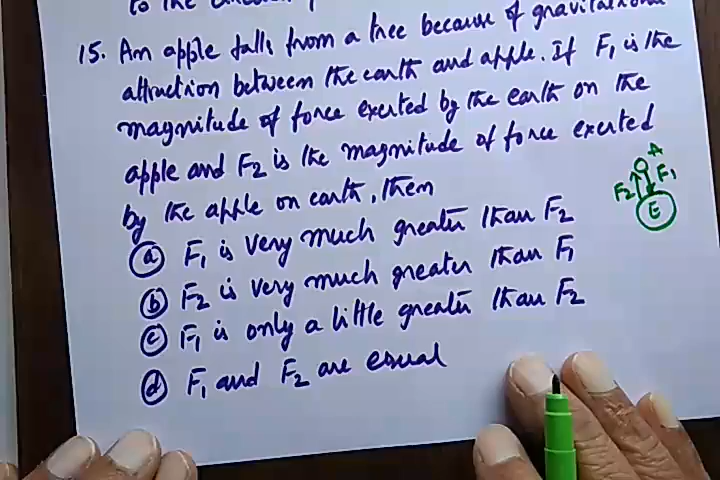 to the
15. An apple falls from a tree because of gravitational
attraction between the earth and apple. If F₁ is the
magnitude of force exerted by the earth on the
apple and F₂ is the magnitude of force exerted
by the apple on earth, then
(a) F₁ is very much greater than F₂
(b) F₂ is very much greater than F₁
(c) F₁ is only a little greater than F₂
(d) F₁ and F₂ are equal
A
F₂ F₁
E